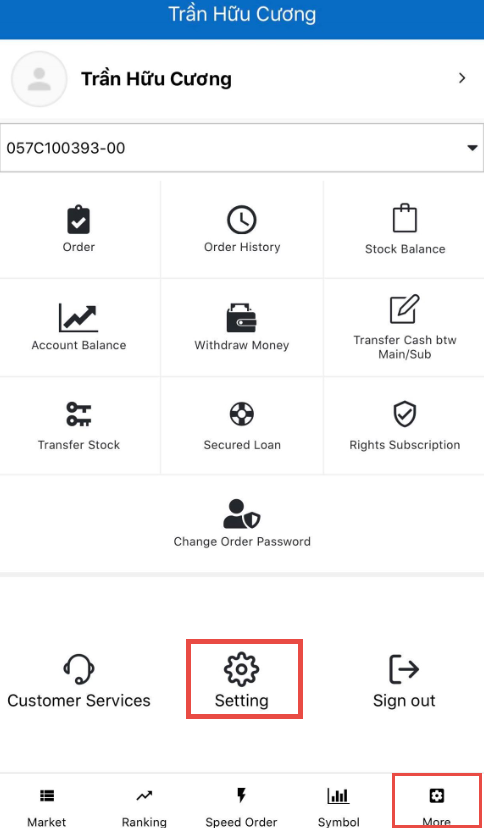 Trần Hữu Cương
Trần Hữu Cương
057C100393-00
Order
Order History
Stock Balance
Account Balance
Withdraw Money
Transfer Cash btw
Main/Sub
Transfer Stock
Secured Loan
Rights Subscription
Change Order Password
Customer Services
Setting
Sign out
Market
Ranking
Speed Order
Symbol
More